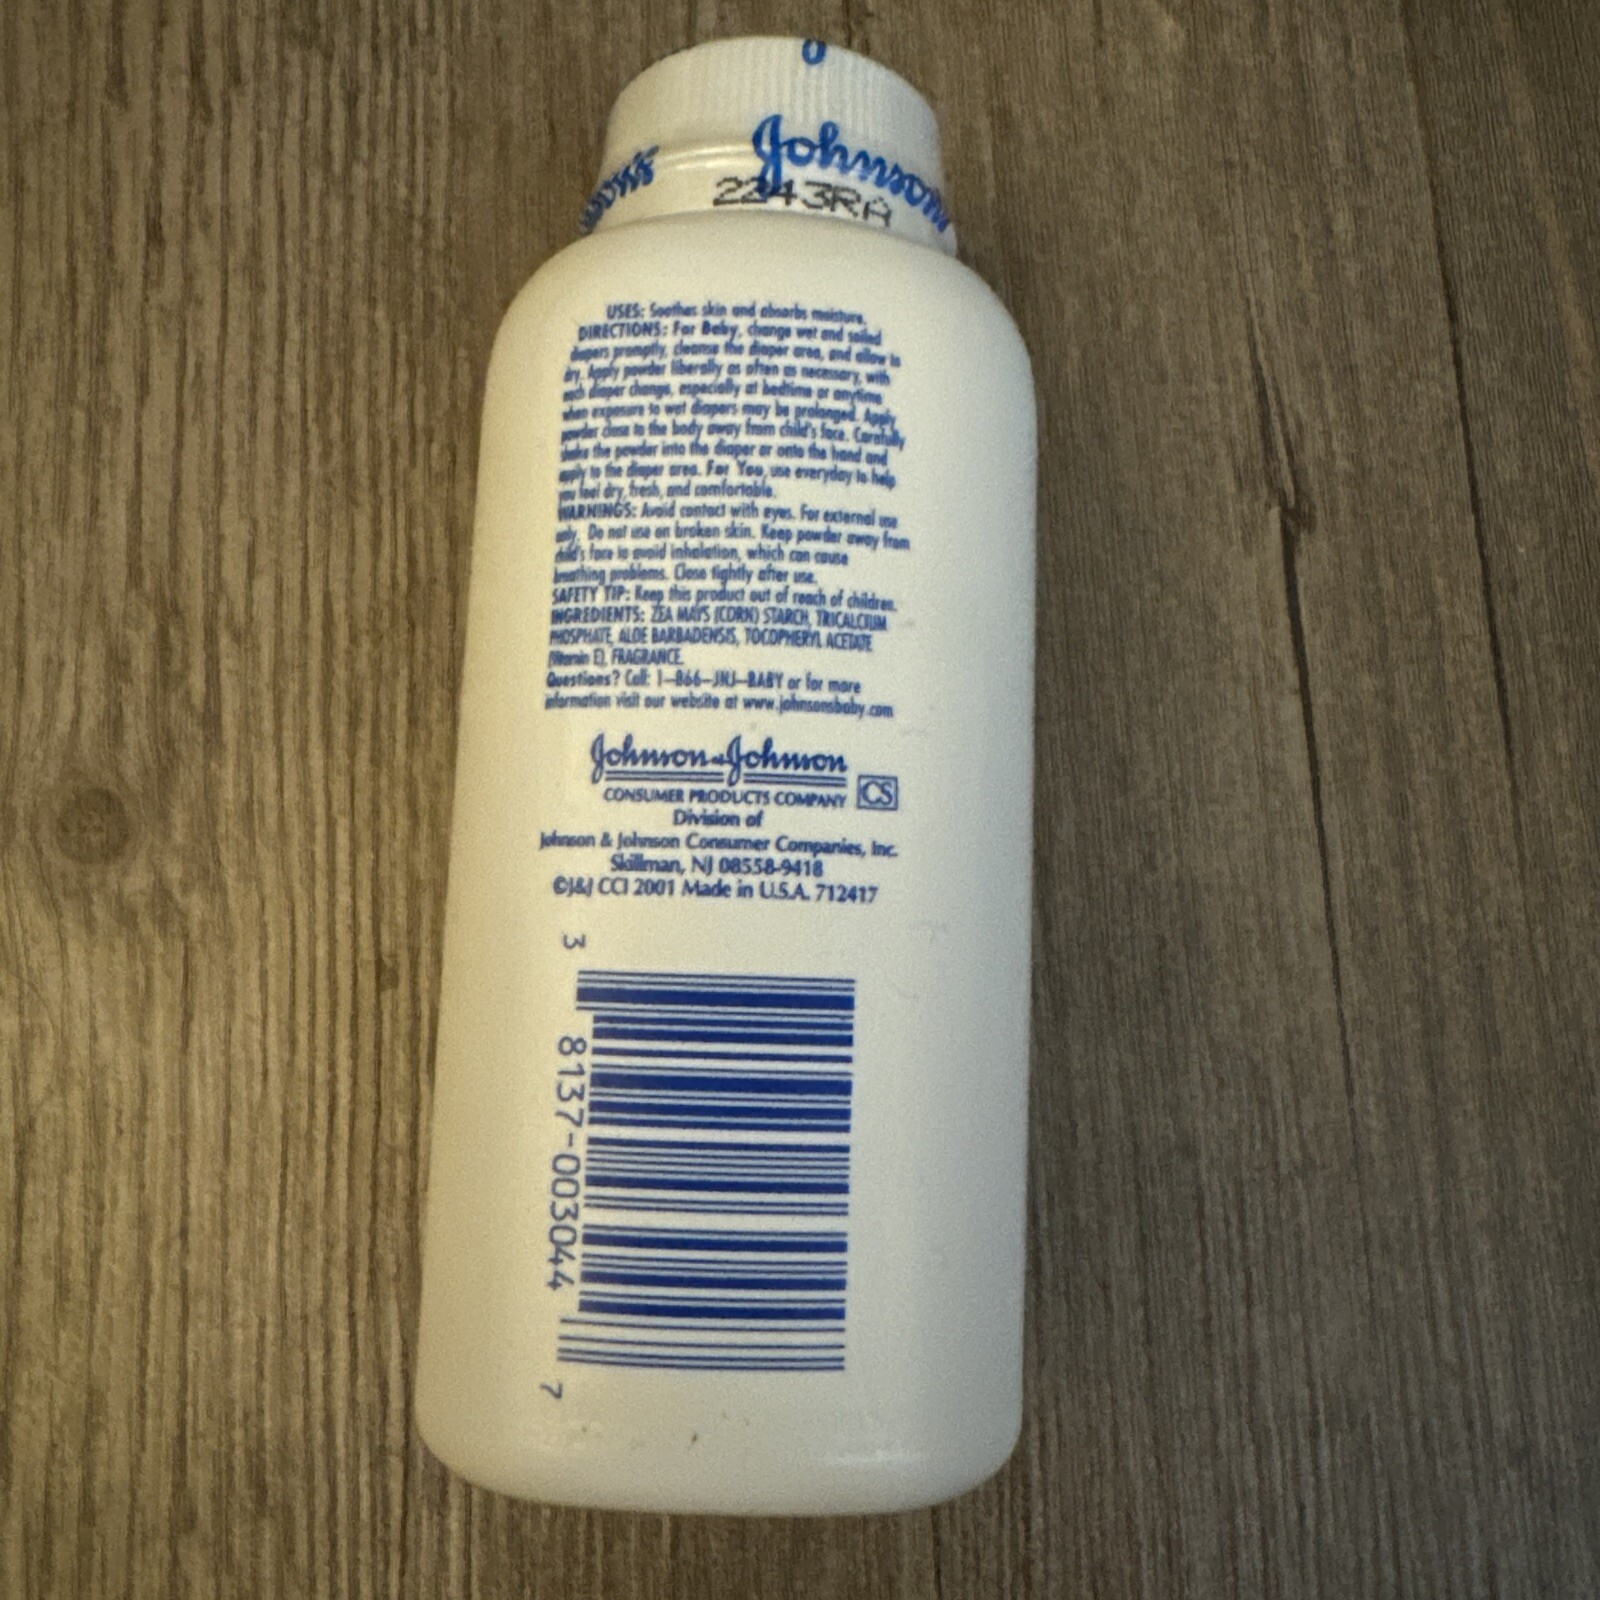 Johnson
2243RA
USES: Soothes skin and absorbs moisture.
DIRECTIONS: For Baby, change wet and soiled
diapers promptly, cleanse the diaper area, and allow to
dry. Apply powder liberally as often as necessary, with
each diaper change, especially at bedtime or anytime
when exposure to wet diapers may be prolonged. Apply
powder close to the body away from child's face. Carefully
shake the powder into the diaper or onto the hand and
apply to the diaper area. For You, use everyday to help
you feel dry, fresh, and comfortable.
WARNINGS: Avoid contact with eyes. For external use
only. Do not use on broken skin. Keep powder away from
child's face to avoid inhalation, which can cause
breathing problems. Close tightly after use.
SAFETY TIP: Keep this product out of reach of children.
INGREDIENTS: ZEA MAYS (CORN) STARCH, TRICALCIUM
PHOSPHATE, ALOE BARBADENSIS, TOCOPHERYL ACETATE
(Vitamin E), FRAGRANCE.
Questions? Call: 1-866-JNJ-BABY or for more
information visit our website at www.johnsonsbaby.com
Johnson & Johnson
CONSUMER PRODUCTS COMPANY CS
Division of
Johnson & Johnson Consumer Companies, Inc.
Skillman, NJ 08558-9418
©J&J CCI 2001 Made in U.S.A. 712417
3
8137-003044
7